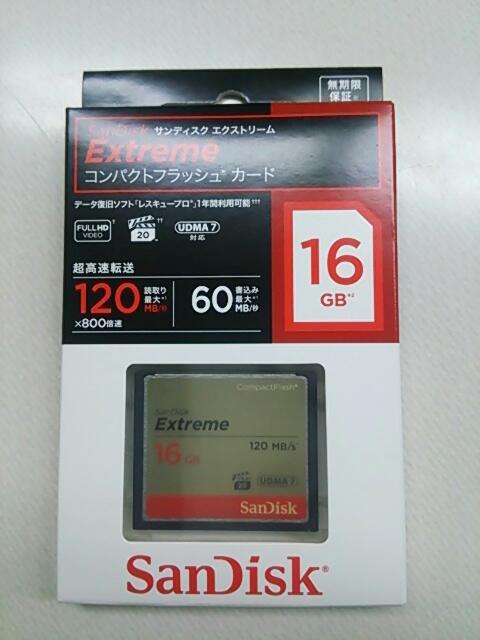 無期限
保証※
SanDisk サンディスク エクストリーム
Extreme
コンパクトフラッシュ® カード
データ復旧ソフト「レスキュープロ®」1年間利用可能†††
FULL HD †
VIDEO
20 ††
UDMA 7
対応
超高速転送
120 読取り 最大*¹ MB/秒
×800倍速
60 書込み 最大*¹ MB/秒
16
GB*²
CompactFlash®
SanDisk
Extreme
16 GB
120 MB/s*
20 UDMA 7
SanDisk
SanDisk®